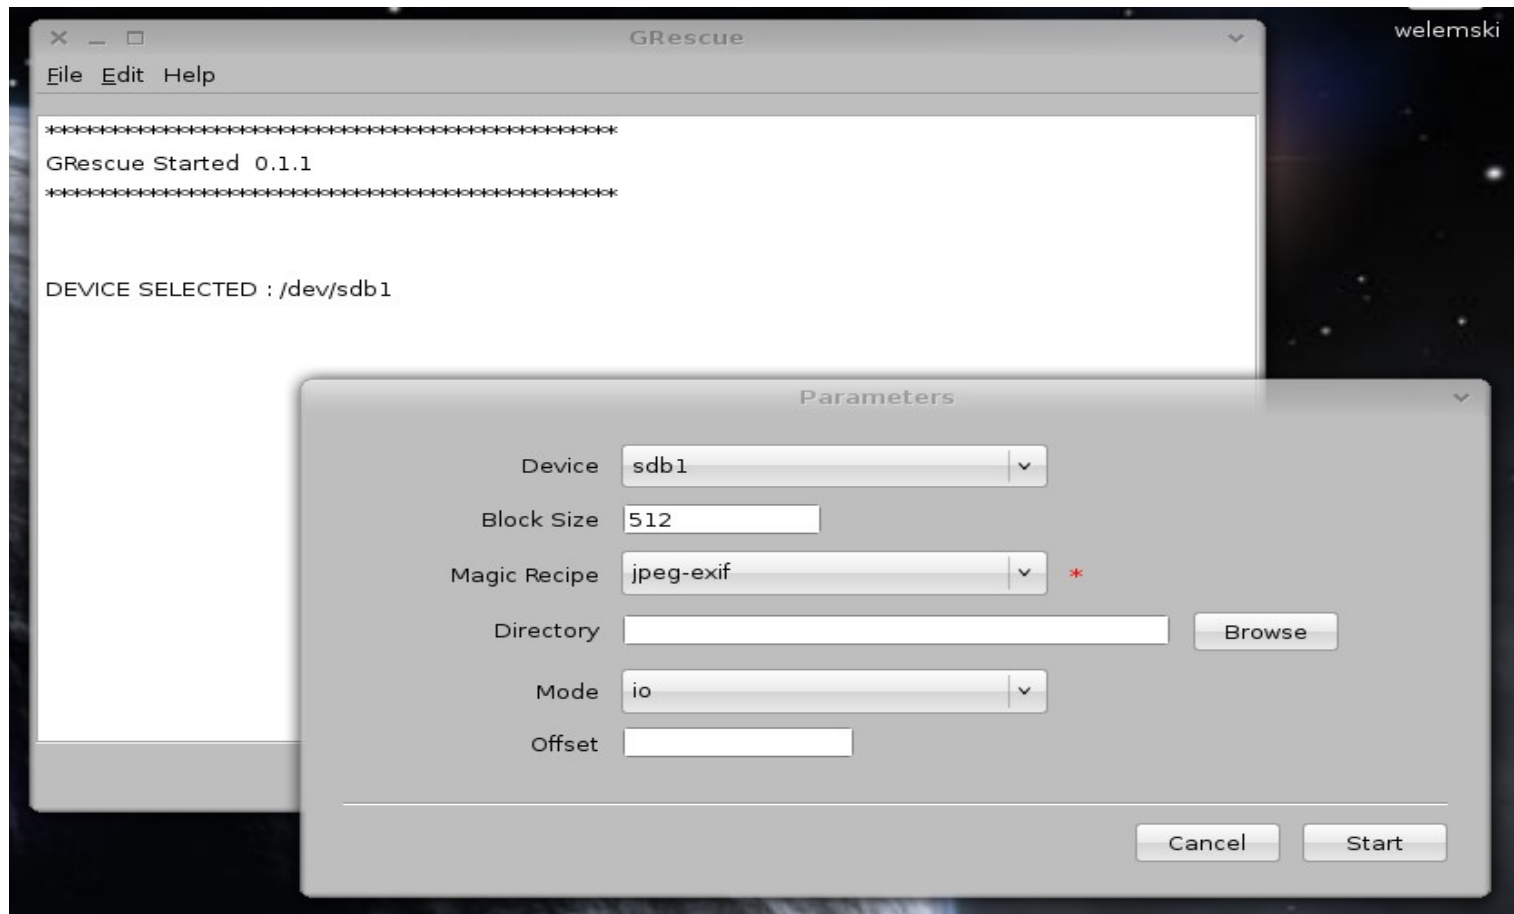 welemski
GRescue
File Edit Help
**************************************************
GRescue Started 0.1.1
**************************************************
DEVICE SELECTED : /dev/sdb1
Parameters
Device sdb1
Block Size 512
Magic Recipe jpeg-exif *
Directory Browse
Mode io
Offset
Cancel Start